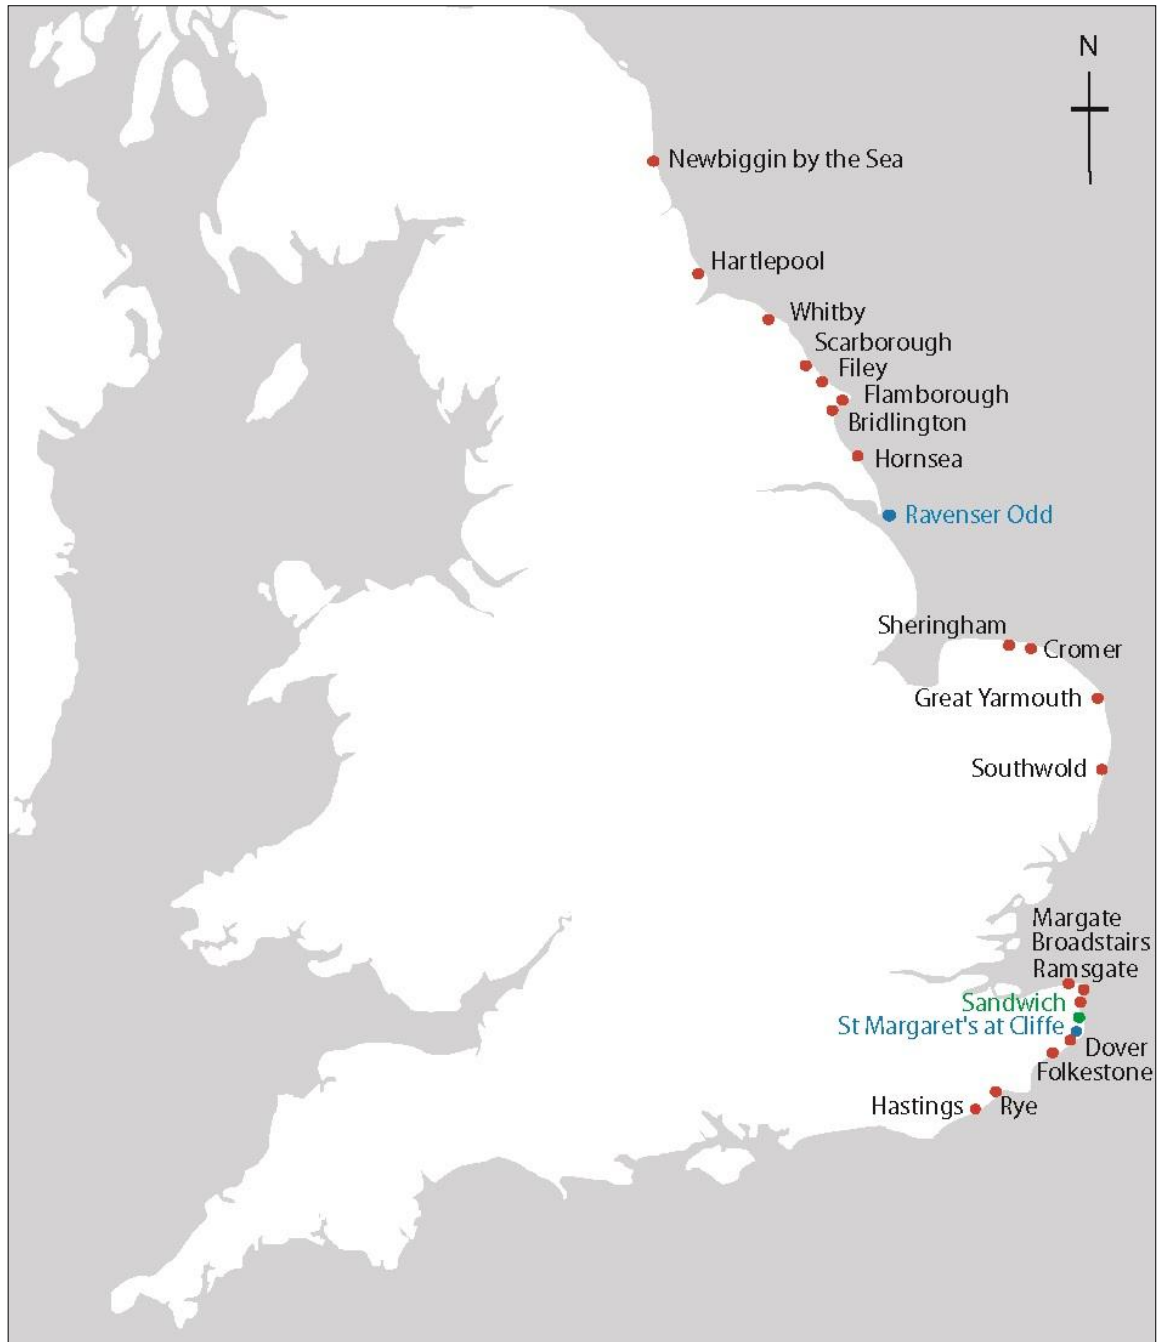 N
Newbiggin by the Sea
Hartlepool
Whitby
Scarborough
Filey
Flamborough
Bridlington
Hornsea
Ravenser Odd
Sheringham
Cromer
Great Yarmouth
Southwold
Margate
Broadstairs
Ramsgate
Sandwich
St Margaret's at Cliffe
Dover
Folkestone
Hastings
Rye